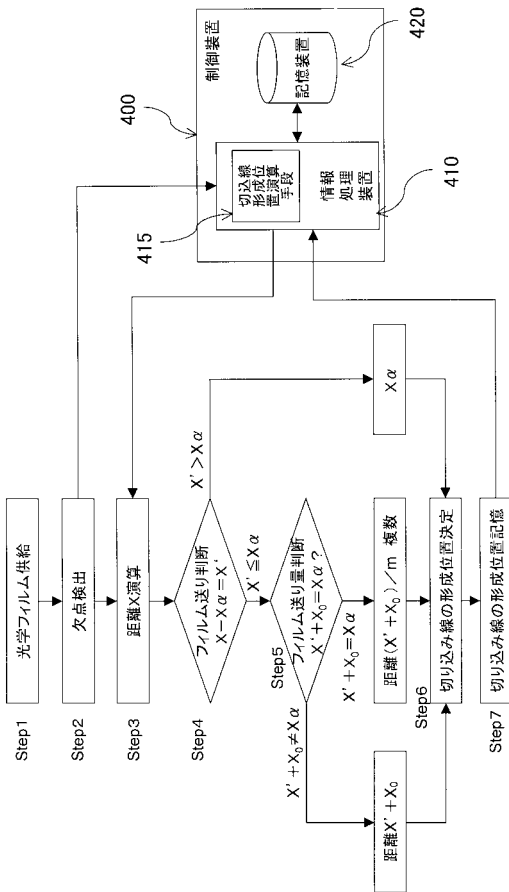 Step1
光学フィルム供給
Step2
欠点検出
Step3
距離X演算
Step4
フィルム送り判断
X-Xα=X'
X'>Xα
X'≦Xα
Step5
フィルム送り量判断
X'+X₀=Xα?
X'+X₀≠Xα
X'+X₀=Xα
距離X'+X₀
距離(X'+X₀)/m 複数
Xα
Step6
切り込み線の形成位置決定
Step7
切り込み線の形成位置記憶
400
制御装置
415
切込線
形成位
置演算
手段
情報
処理
装置
410
記憶装置
420